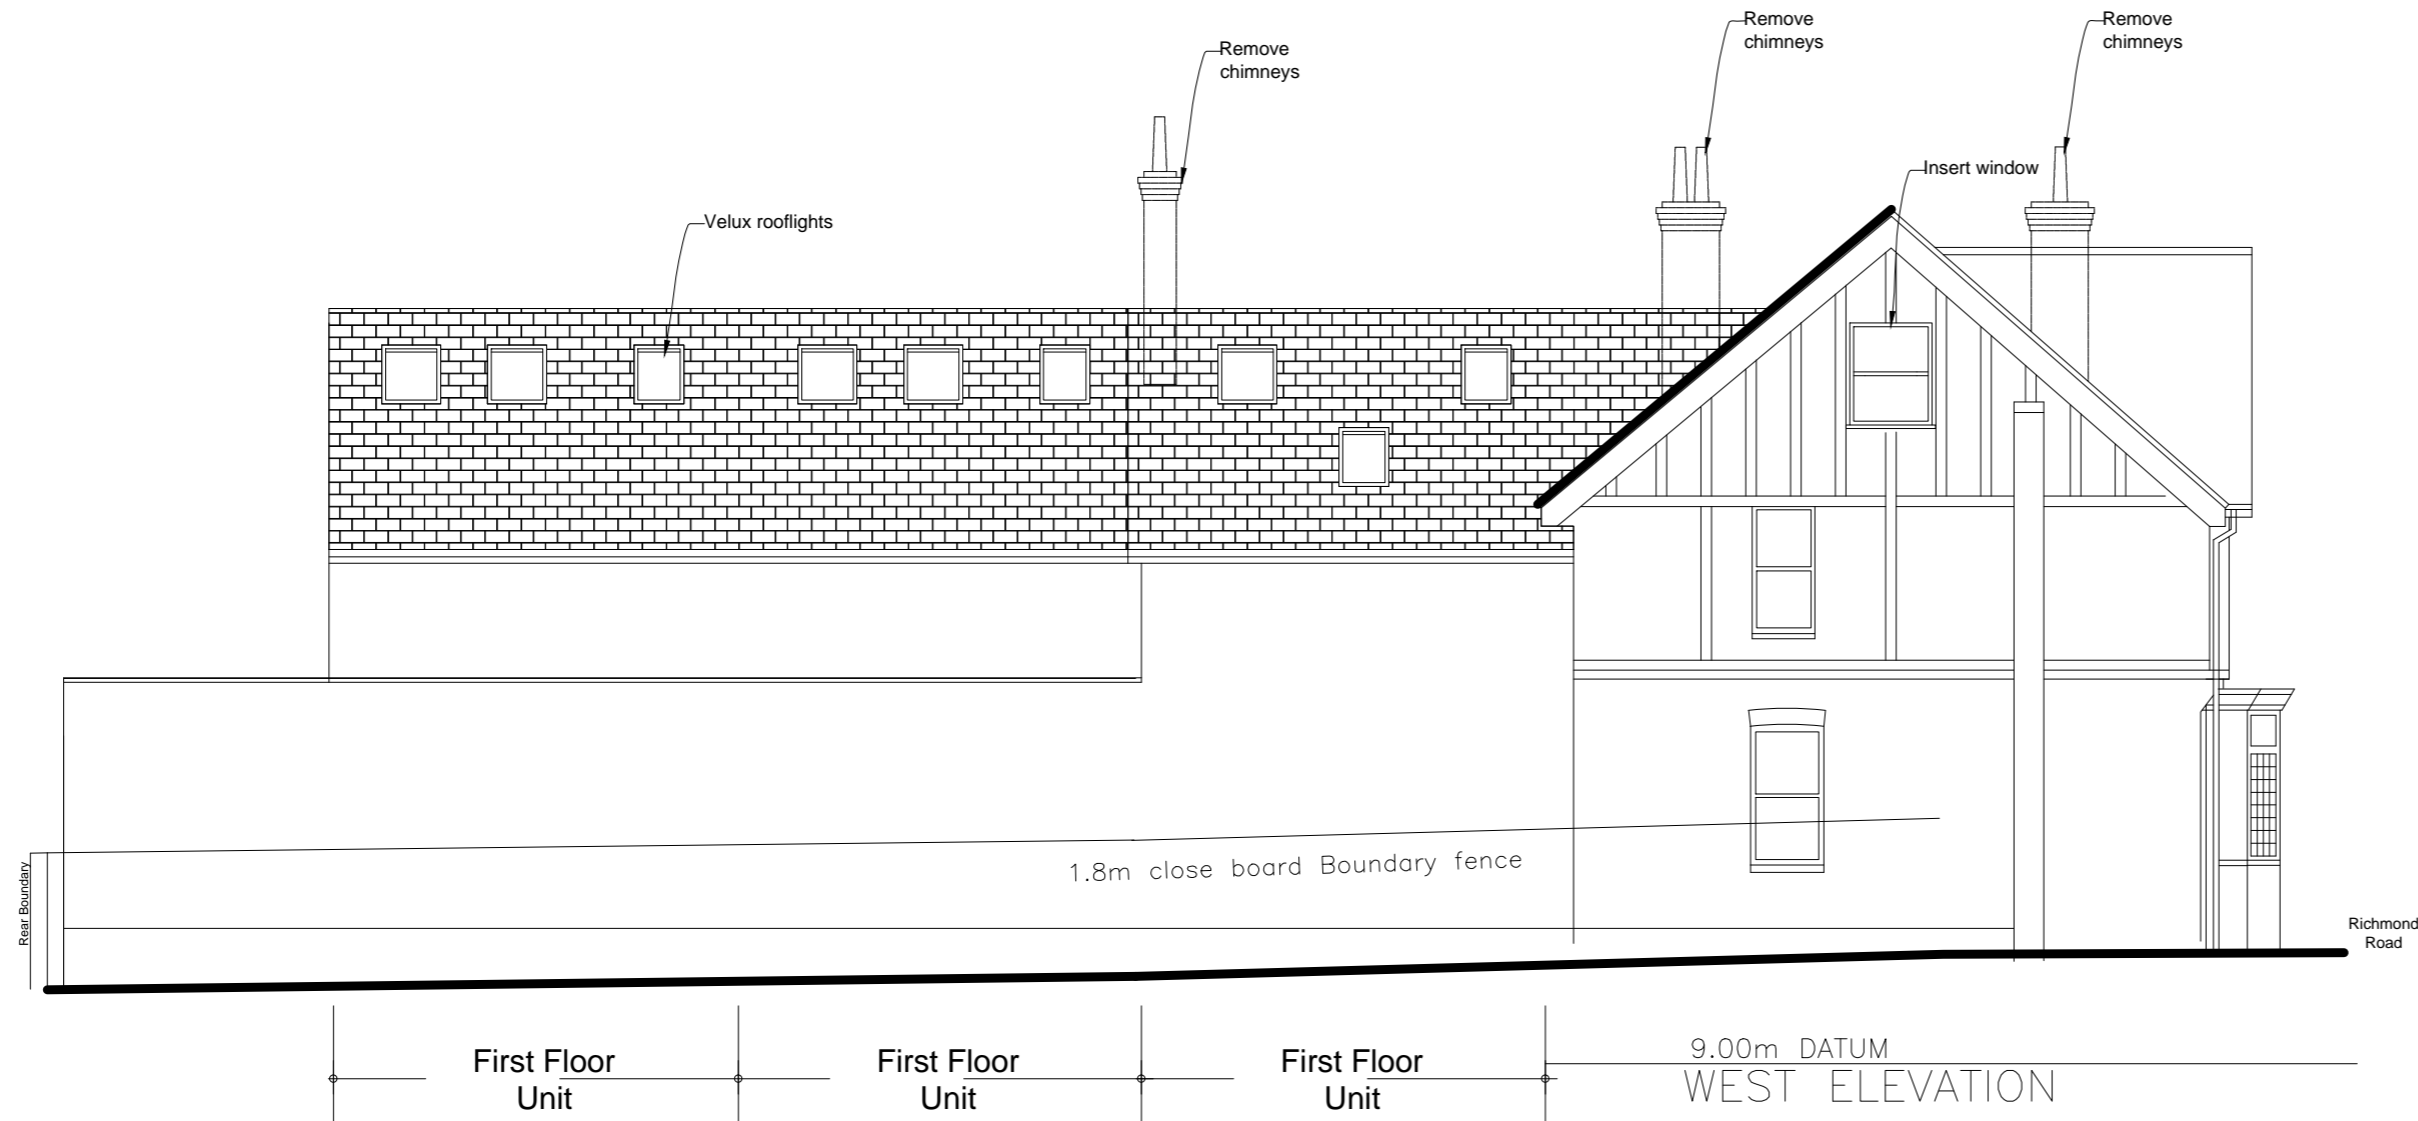 Remove
chimneys
Remove
chimneys
Remove
chimneys
Insert window
Velux rooflights
1.8m close board Boundary fence
Rear Boundary
Richmond
Road
First Floor
Unit
First Floor
Unit
First Floor
Unit
9.00m DATUM
WEST ELEVATION